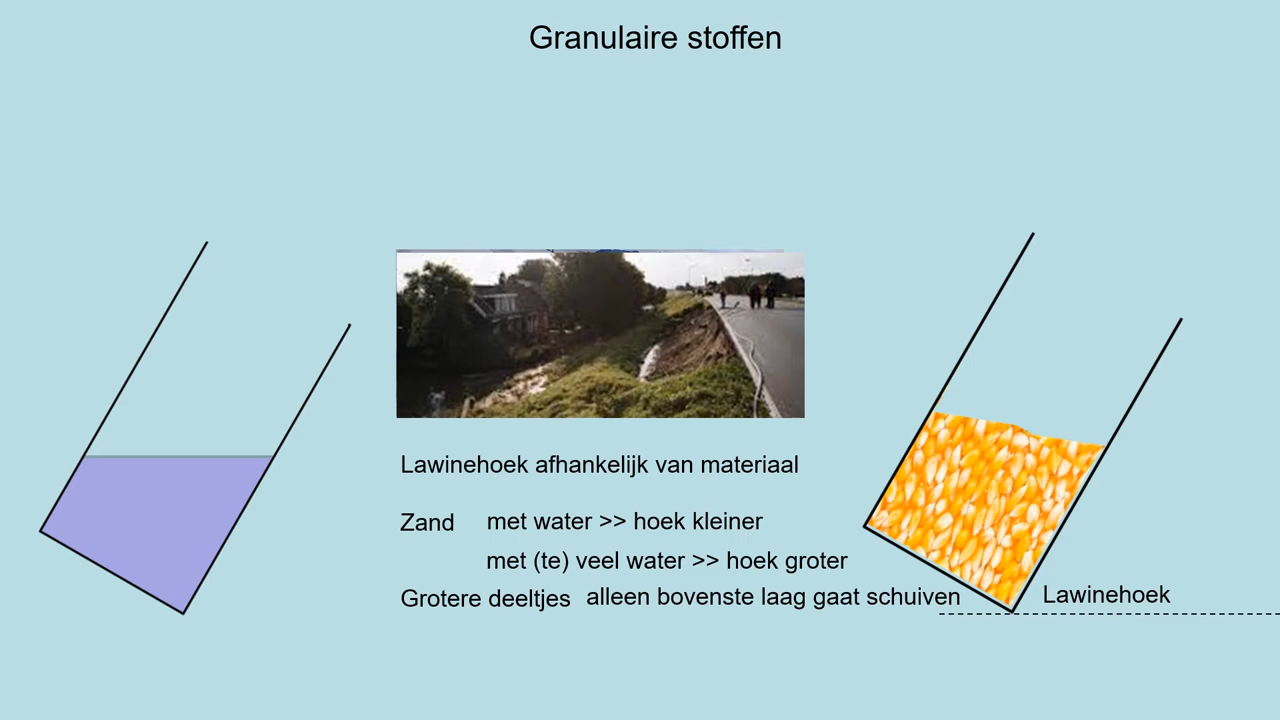 Granulaire stoffen
Lawinehoek afhankelijk van materiaal
Zand met water >> hoek kleiner
met (te) veel water >> hoek groter
Grotere deeltjes alleen bovenste laag gaat schuiven
Lawinehoek